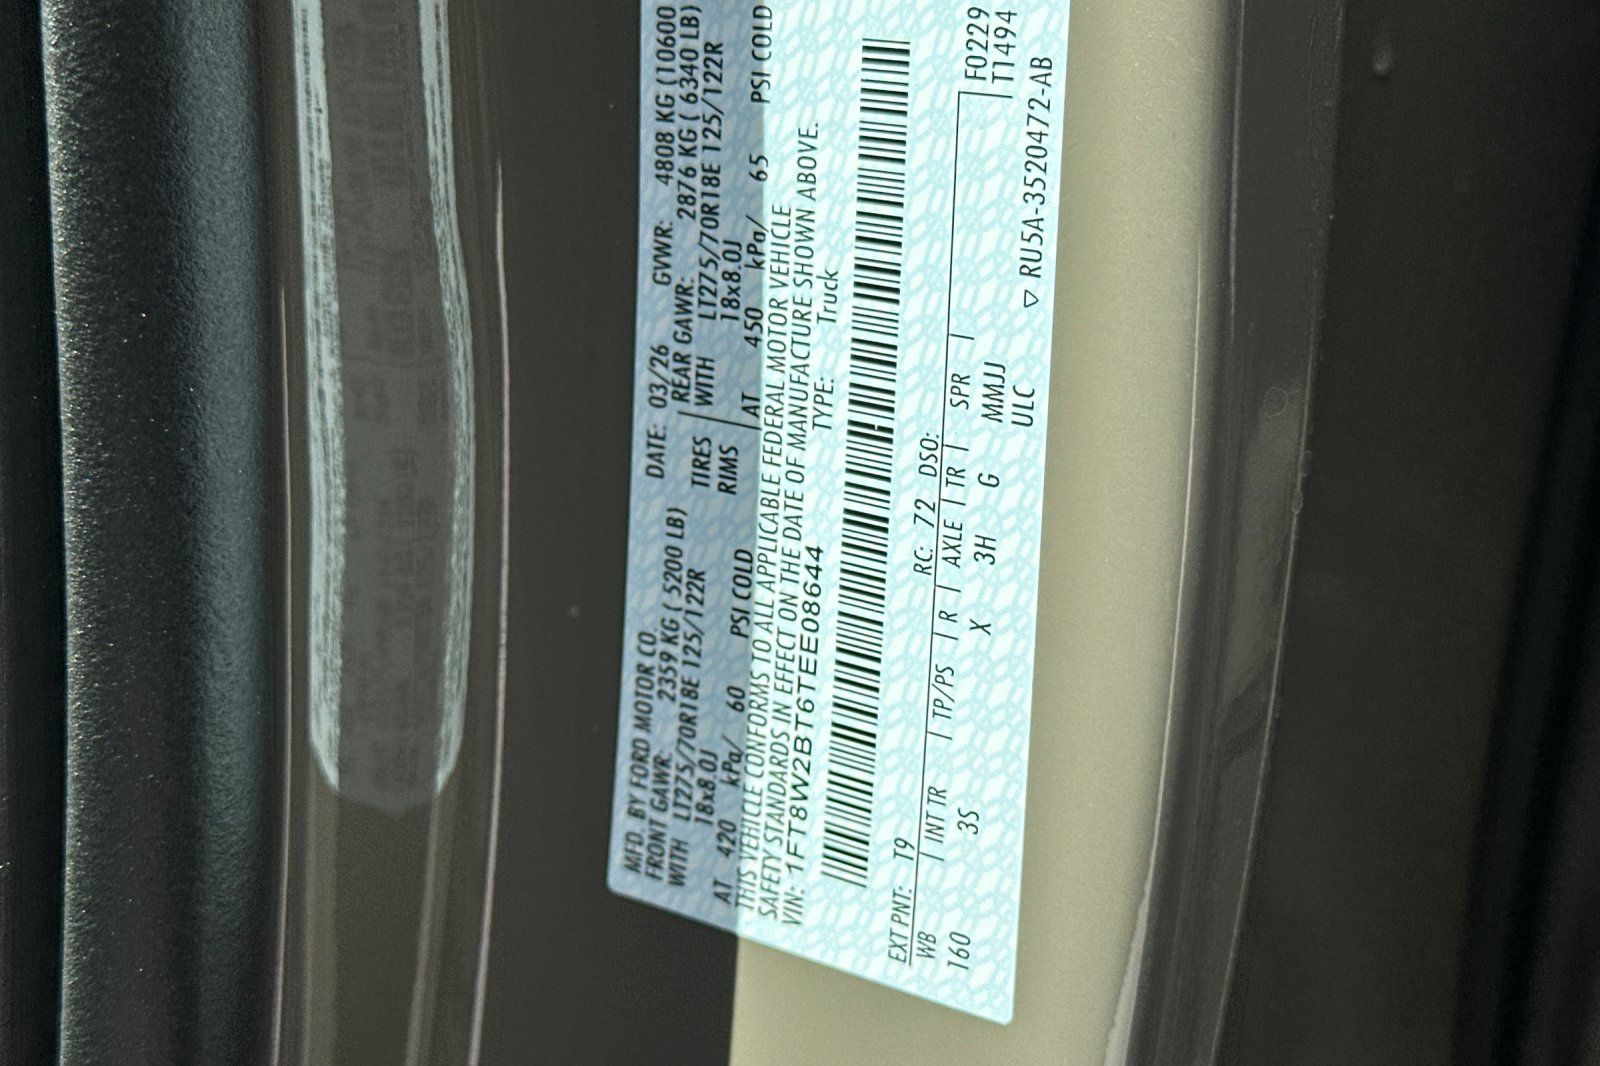 MFD. BY FORD MOTOR CO. DATE: 03/26 GVWR: 4808 KG (10600
FRONT GAWR: 2359 KG ( 5200 LB) REAR GAWR: 2876 KG ( 6340 LB)
WITH LT275/70R18E 125/122R TIRES WITH LT275/70R18E 125/122R
18x8.0J RIMS 18x8.0J
AT 420 kPa/ 60 PSI COLD AT 450 kPa/ 65 PSI COLD
THIS VEHICLE CONFORMS TO ALL APPLICABLE FEDERAL MOTOR VEHICLE
SAFETY STANDARDS IN EFFECT ON THE DATE OF MANUFACTURE SHOWN ABOVE.
VIN: 1FT8W2BT6TEE08644 TYPE: Truck
EXT PNT: T9 RC: 72 DSO: F0229
WB INT TR TP/PS R AXLE TR SPR T1494
160 3S X 3H G MMJJ
ULC ▽ RU5A-3520472-AB